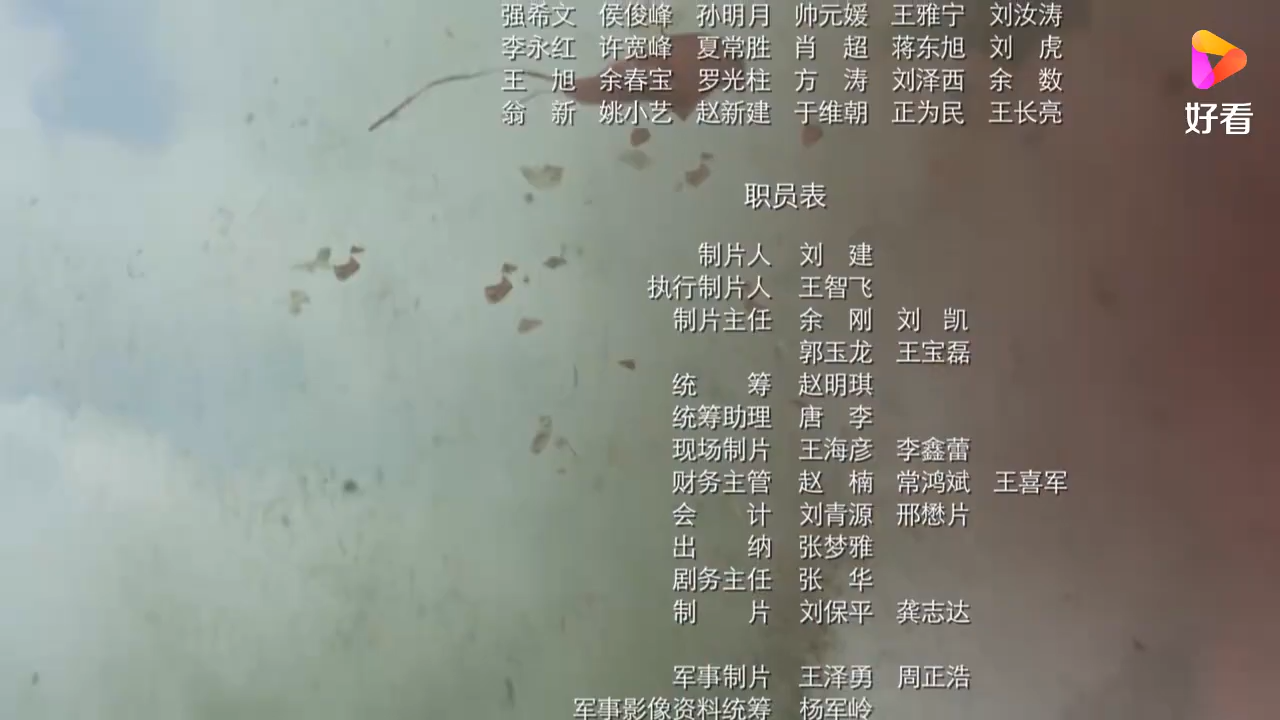 强希文 侯俊峰 孙明月 帅元媛 王雅宁 刘汝涛
李永红 许宽峰 夏常胜 肖 超 蒋东旭 刘 虎
王 旭 余春宝 罗光柱 方 涛 刘泽西 余 数
翁 新 姚小艺 赵新建 于维朝 正为民 王长亮
好看
职员表
制片人 刘 建
执行制片人 王智飞
制片主任 余 刚 刘 凯
郭玉龙 王宝磊
统 筹 赵明琪
统筹助理 唐 李
现场制片 王海彦 李鑫蕾
财务主管 赵 楠 常鸿斌 王喜军
会 计 刘青源 邢懋片
出 纳 张梦雅
剧务主任 张 华
制 片 刘保平 龚志达
军事制片 王泽勇 周正浩
军事影像资料统筹 杨军岭